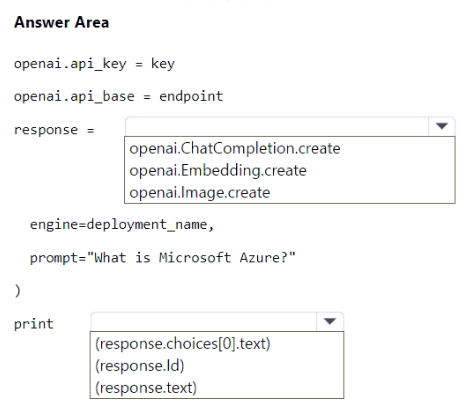 Answer Area
openai.api_key = key
openai.api_base = endpoint
response =
openai.ChatCompletion.create
openai.Embedding.create
openai.Image.create
engine=deployment_name,
prompt="What is Microsoft Azure?"
)
print
(response.choices[0].text)
(response.Id)
(response.text)